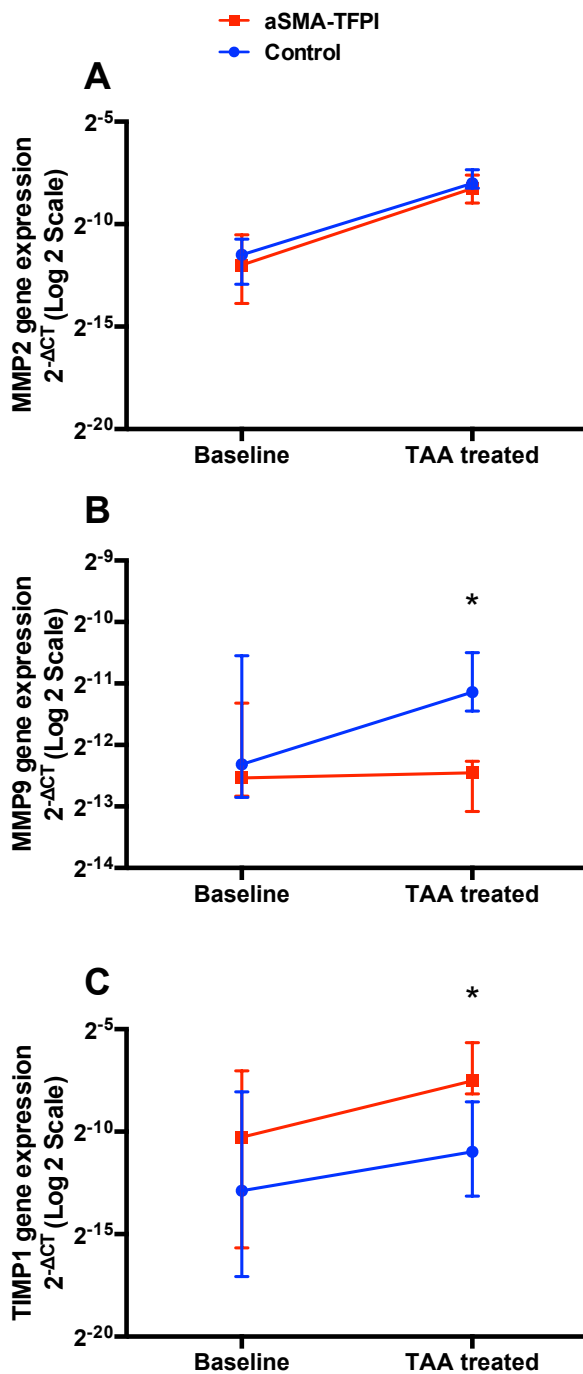 aSMA-TFPI
Control
A
MMP2 gene expression
2-ΔCT (Log 2 Scale)
2-5
2-10
2-15
2-20
Baseline
TAA treated
B
MMP9 gene expression
2-ΔCT (Log 2 Scale)
2-9
2-10
2-11
2-12
2-13
2-14
*
Baseline
TAA treated
C
TIMP1 gene expression
2-ΔCT (Log 2 Scale)
2-5
2-10
2-15
2-20
*
Baseline
TAA treated